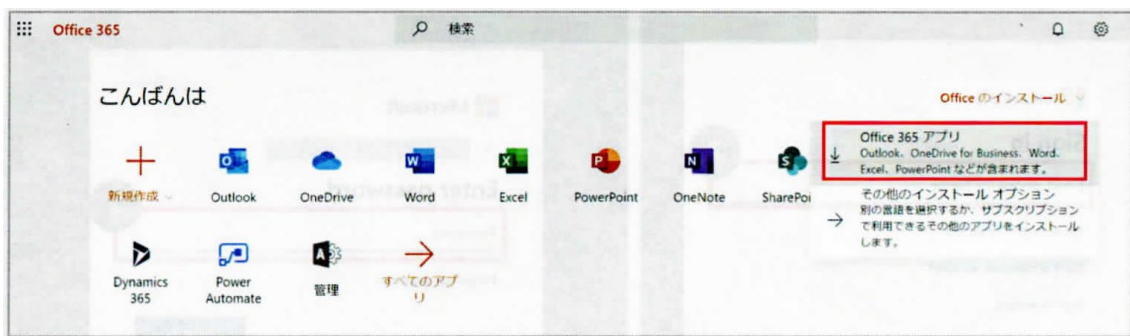 Office 365
検索
こんばんは
Office のインストール
Office 365 アプリ
Outlook、OneDrive for Business、Word、
Excel、PowerPoint などが含まれます。
その他のインストール オプション
別の言語を選択するか、サブスクリプション
で利用できるその他のアプリをインストール
します。
新規作成
Outlook
OneDrive
Word
Excel
PowerPoint
OneNote
SharePoi
Dynamics
365
Power
Automate
管理
すべてのアプ
リ
Microsoft
Sign in
Enter password